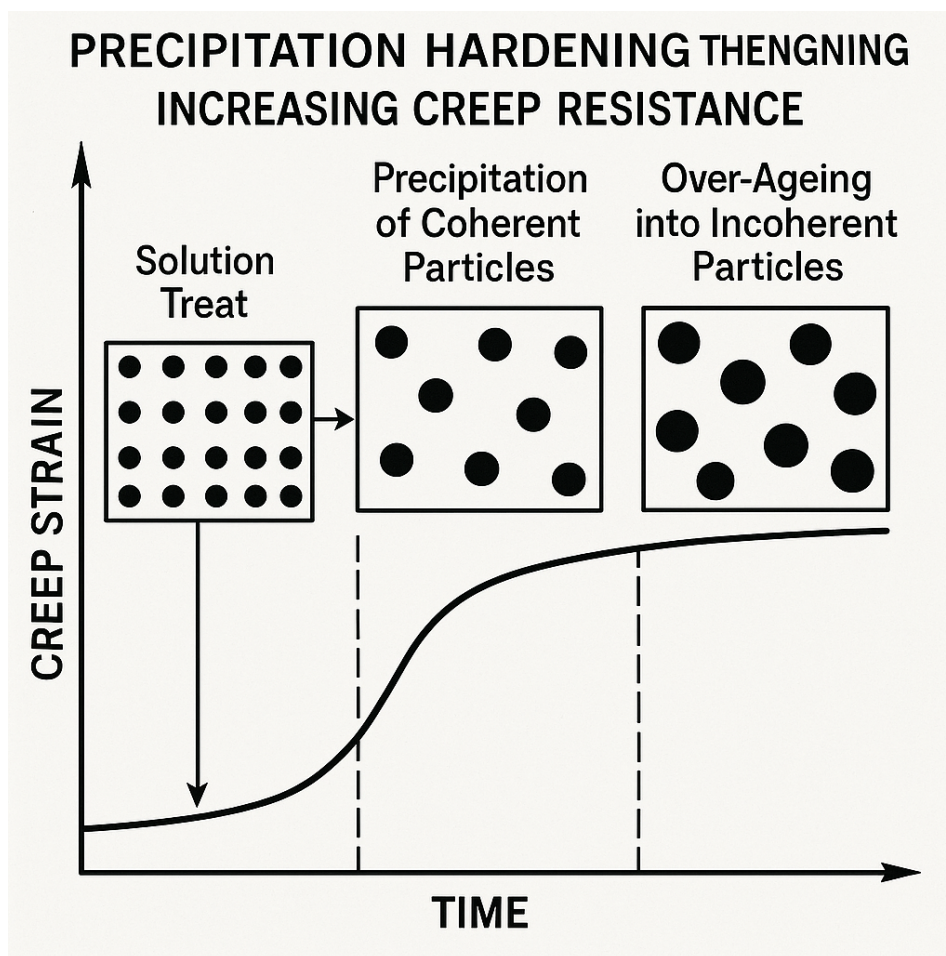 PRECIPITATION HARDENING THENGNING
INCREASING CREEP RESISTANCE
Solution
Treat
Precipitation
of Coherent
Particles
Over-Ageing
into Incoherent
Particles
CREEP STRAIN
TIME